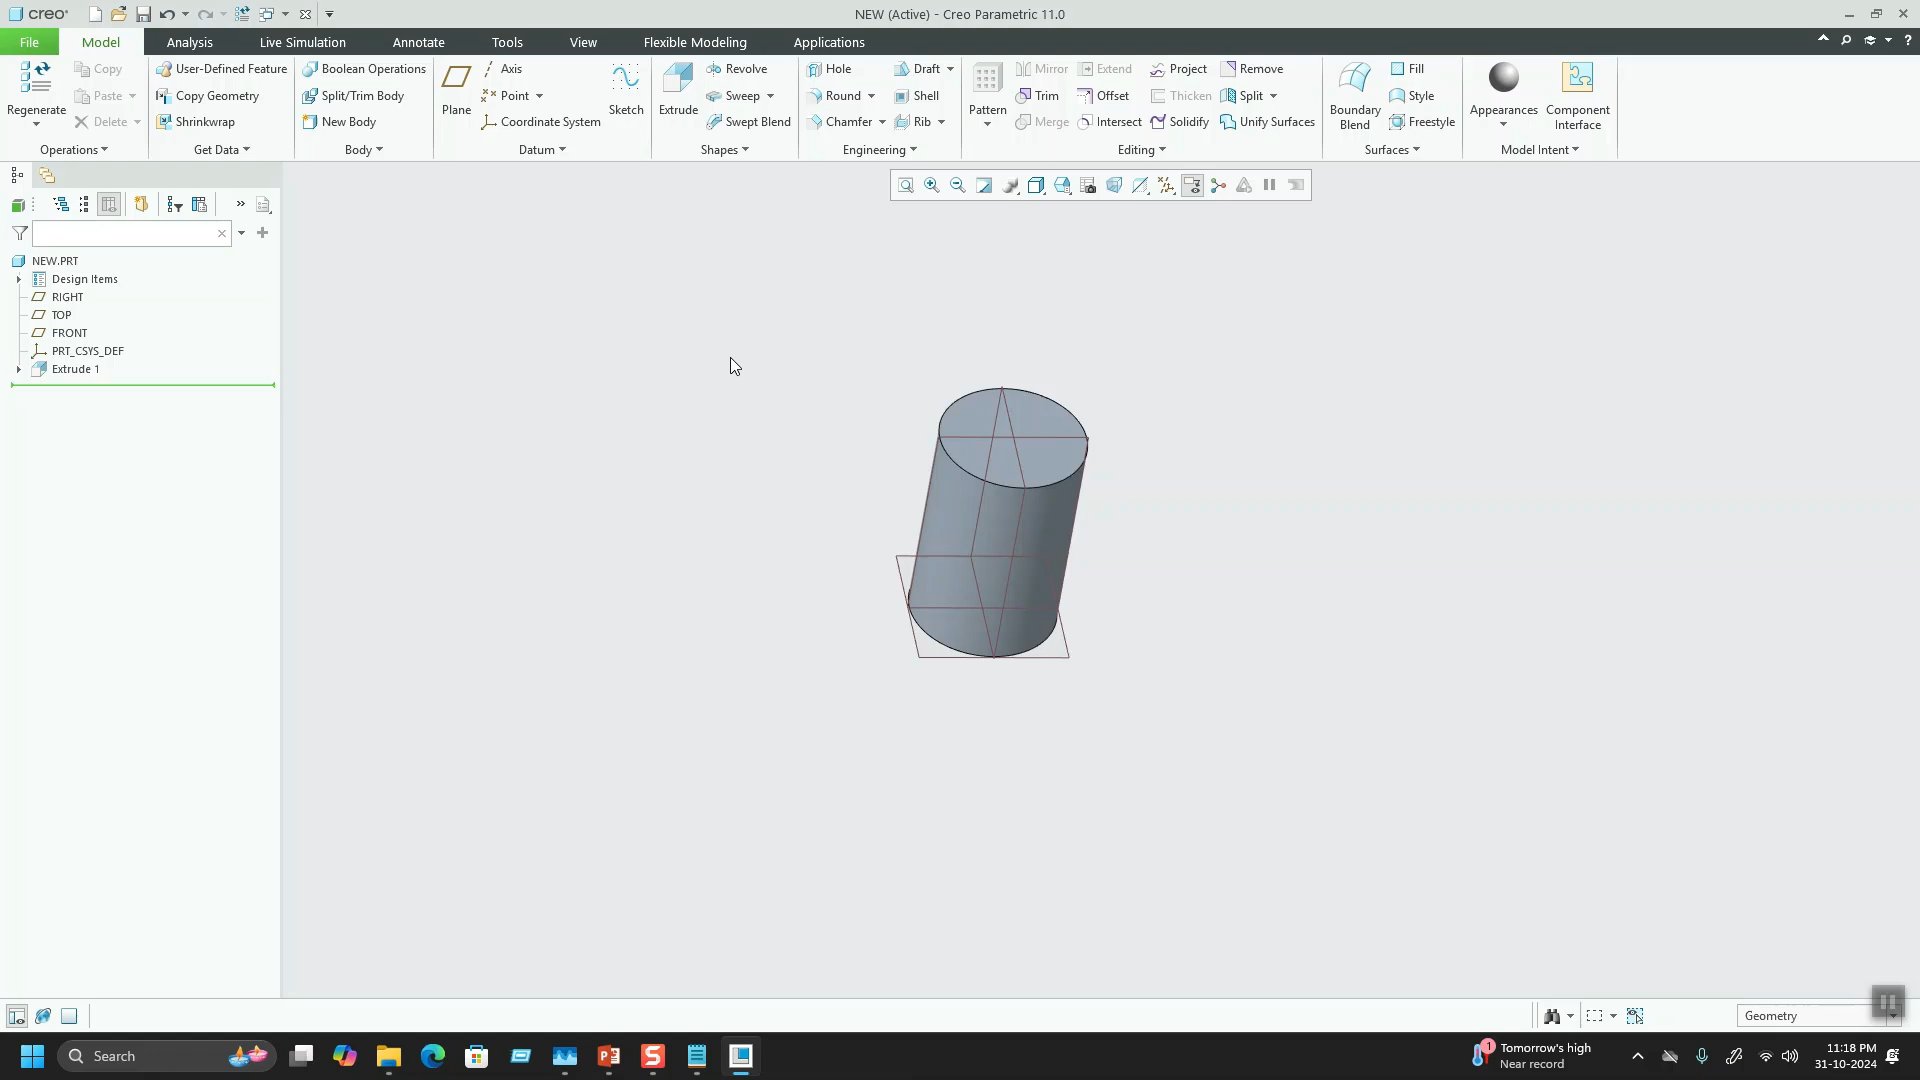 creo
NEW (Active) - Creo Parametric 11.0
File Model Analysis Live Simulation Annotate Tools View Flexible Modeling Applications
Regenerate
Copy
Paste
Delete
Operations
User-Defined Feature
Copy Geometry
Shrinkwrap
Get Data
Boolean Operations
Split/Trim Body
New Body
Body
Plane
Axis
Point
Coordinate System
Sketch
Datum
Extrude
Revolve
Sweep
Swept Blend
Shapes
Hole
Round
Chamfer
Draft
Shell
Rib
Engineering
Pattern
Mirror
Trim
Merge
Extend
Offset
Intersect
Project
Thicken
Solidify
Remove
Split
Unify Surfaces
Editing
Boundary
Blend
Fill
Style
Freestyle
Surfaces
Appearances
Component
Interface
Model Intent
NEW.PRT
Design Items
RIGHT
TOP
FRONT
PRT_CSYS_DEF
Extrude 1
Geometry
Search
1
Tomorrow's high
Near record
11:18 PM
31-10-2024